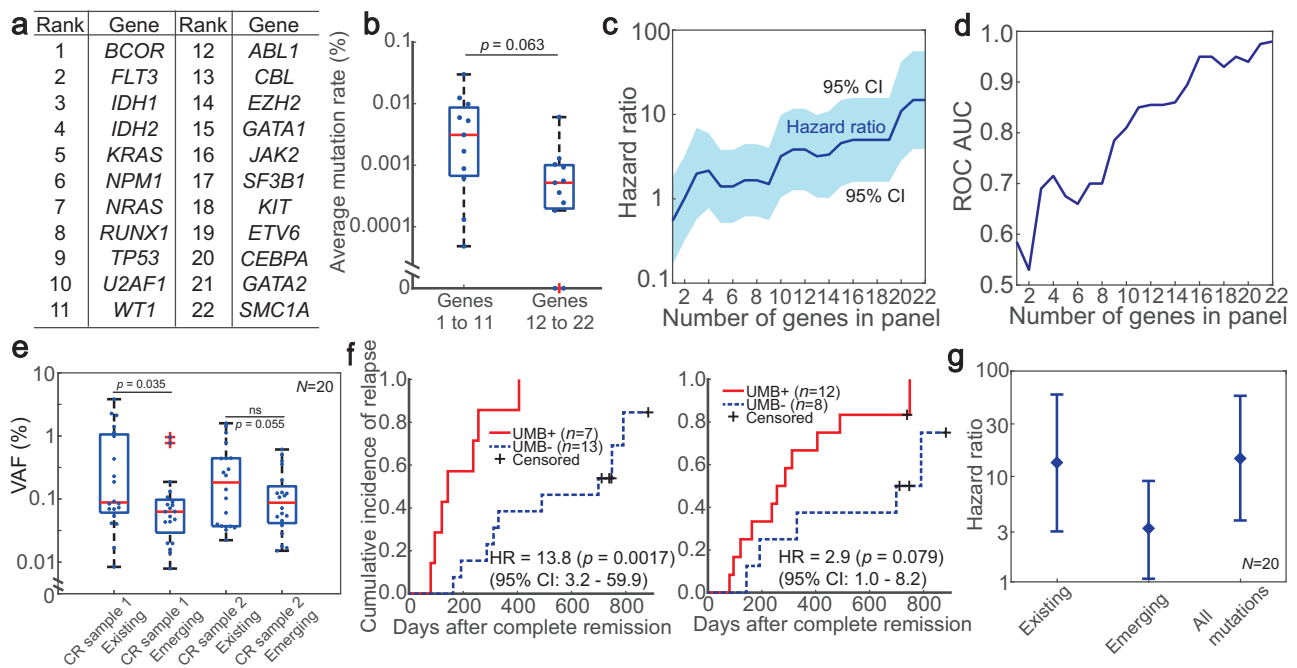 a
Rank Gene Rank Gene
1 BCOR 12 ABL1
2 FLT3 13 CBL
3 IDH1 14 EZH2
4 IDH2 15 GATA1
5 KRAS 16 JAK2
6 NPM1 17 SF3B1
7 NRAS 18 KIT
8 RUNX1 19 ETV6
9 TP53 20 CEBPA
10 U2AF1 21 GATA2
11 WT1 22 SMC1A
b
Average mutation rate (%)
0.1
0.01
0.001
0.0001
0
p = 0.063
Genes
1 to 11
Genes
12 to 22
c
Hazard ratio
100
10
1
0.1
95% CI
Hazard ratio
95% CI
2 4 6 8 10 12 14 16 18 20 22
Number of genes in panel
d
ROC AUC
1.0
0.9
0.8
0.7
0.6
0.5
2 4 6 8 10 12 14 16 18 20 22
Number of genes in panel
e
VAF (%)
10
1
0.1
0.01
0
p = 0.035
N=20
ns
p = 0.055
CR sample 1
Existing
CR sample 1
Emerging
CR sample 2
Existing
CR sample 2
Emerging
f
Cumulative incidence of relapse
1.0
0.8
0.6
0.4
0.2
0
UMB+ (n=7)
UMB- (n=13)
Censored
HR = 13.8 (p = 0.0017)
(95% CI: 3.2 - 59.9)
0 200 400 600 800
Days after complete remission
1.0
0.8
0.6
0.4
0.2
0
UMB+ (n=12)
UMB- (n=8)
Censored
HR = 2.9 (p = 0.079)
(95% CI: 1.0 - 8.2)
0 200 400 600 800
Days after complete remission
g
Hazard ratio
100
30
10
3
1
N=20
Existing
Emerging
All
mutations